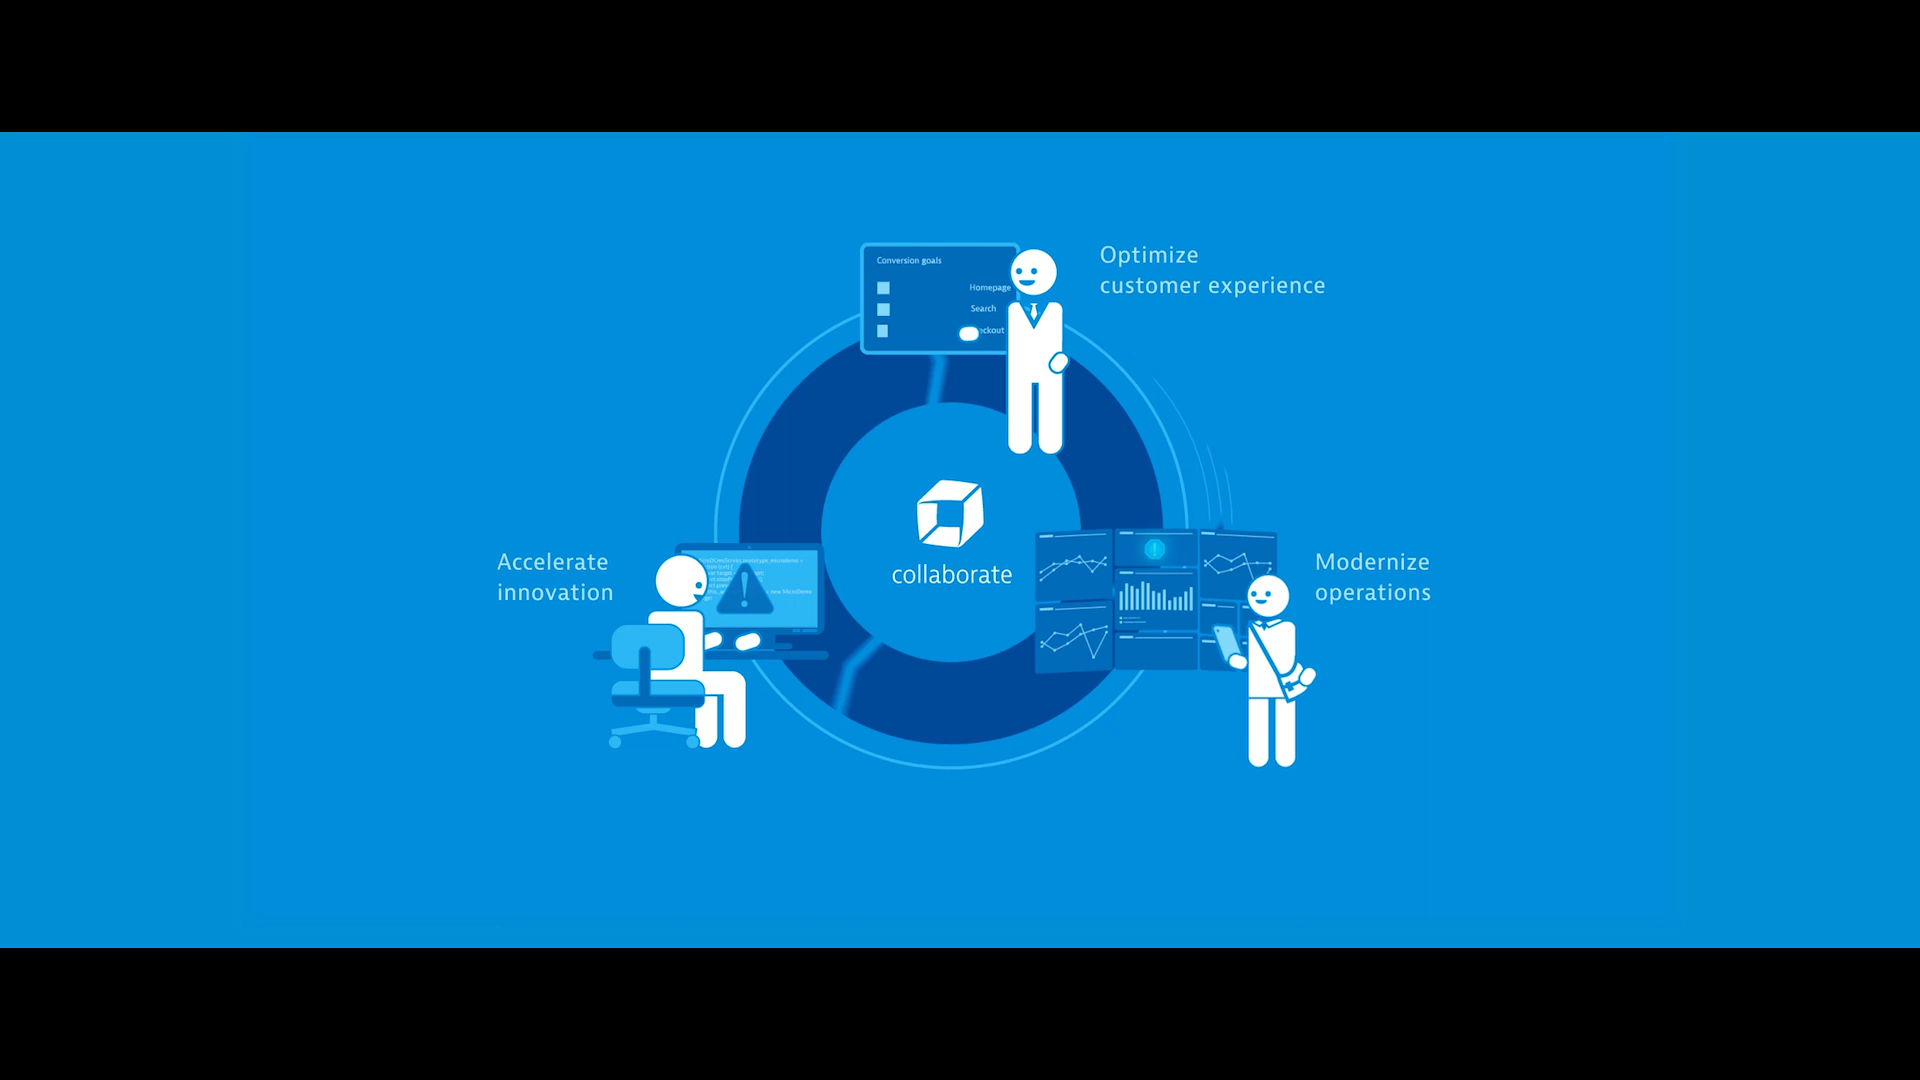 Optimize
customer experience
Conversion goals
Homepage
Search
collaborate
Accelerate
innovation
Modernize
operations